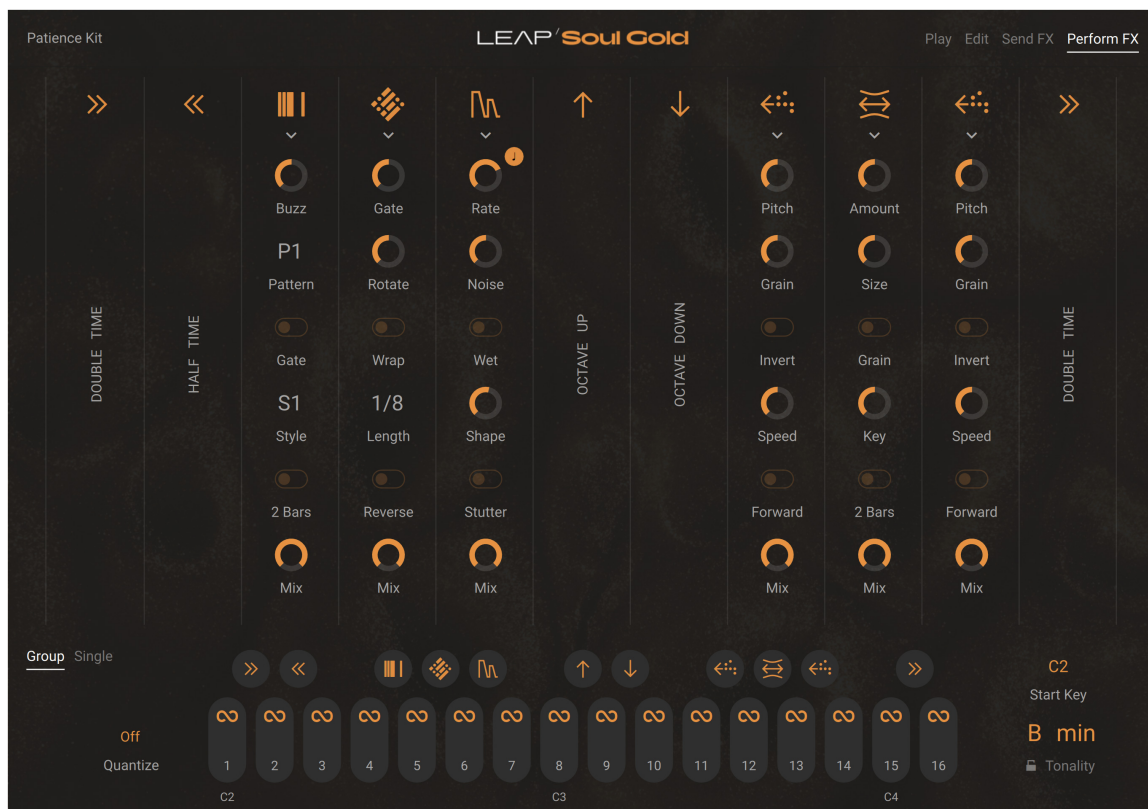 Patience Kit
LEAP/Soul Gold
Play Edit Send FX Perform FX
Buzz Gate Rate Pitch Amount Pitch
P1
Pattern Rotate Noise Grain Size Grain
DOUBLE TIME
HALF TIME
OCTAVE UP
OCTAVE DOWN
DOUBLE TIME
Gate Wrap Wet Invert Grain Invert
S1 1/8
Style Length Shape Speed Key Speed
2 Bars Reverse Stutter Forward 2 Bars Forward
Mix Mix Mix Mix Mix Mix
Group Single
C2
Start Key
Off
Quantize
B min
Tonality
1 2 3 4 5 6 7 8 9 10 11 12 13 14 15 16
C2 C3 C4